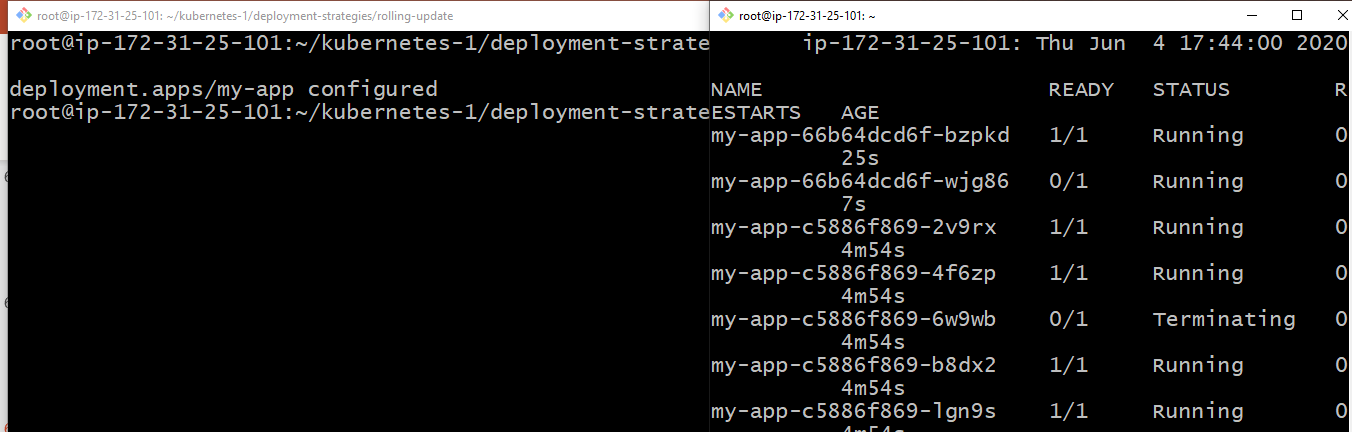 root@ip-172-31-25-101: ~/kubernetes-1/deployment-strategies/rolling-update
root@ip-172-31-25-101:~/kubernetes-1/deployment-strate
deployment.apps/my-app configured
root@ip-172-31-25-101:~/kubernetes-1/deployment-strate
root@ip-172-31-25-101: ~
ip-172-31-25-101: Thu Jun  4 17:44:00 2020
NAME READY STATUS R
ESTARTS AGE
my-app-66b64dcd6f-bzpkd 1/1 Running 0
25s
my-app-66b64dcd6f-wjg86 0/1 Running 0
7s
my-app-c5886f869-2v9rx 1/1 Running 0
4m54s
my-app-c5886f869-4f6zp 1/1 Running 0
4m54s
my-app-c5886f869-6w9wb 0/1 Terminating 0
4m54s
my-app-c5886f869-b8dx2 1/1 Running 0
4m54s
my-app-c5886f869-lgn9s 1/1 Running 0
4m54s